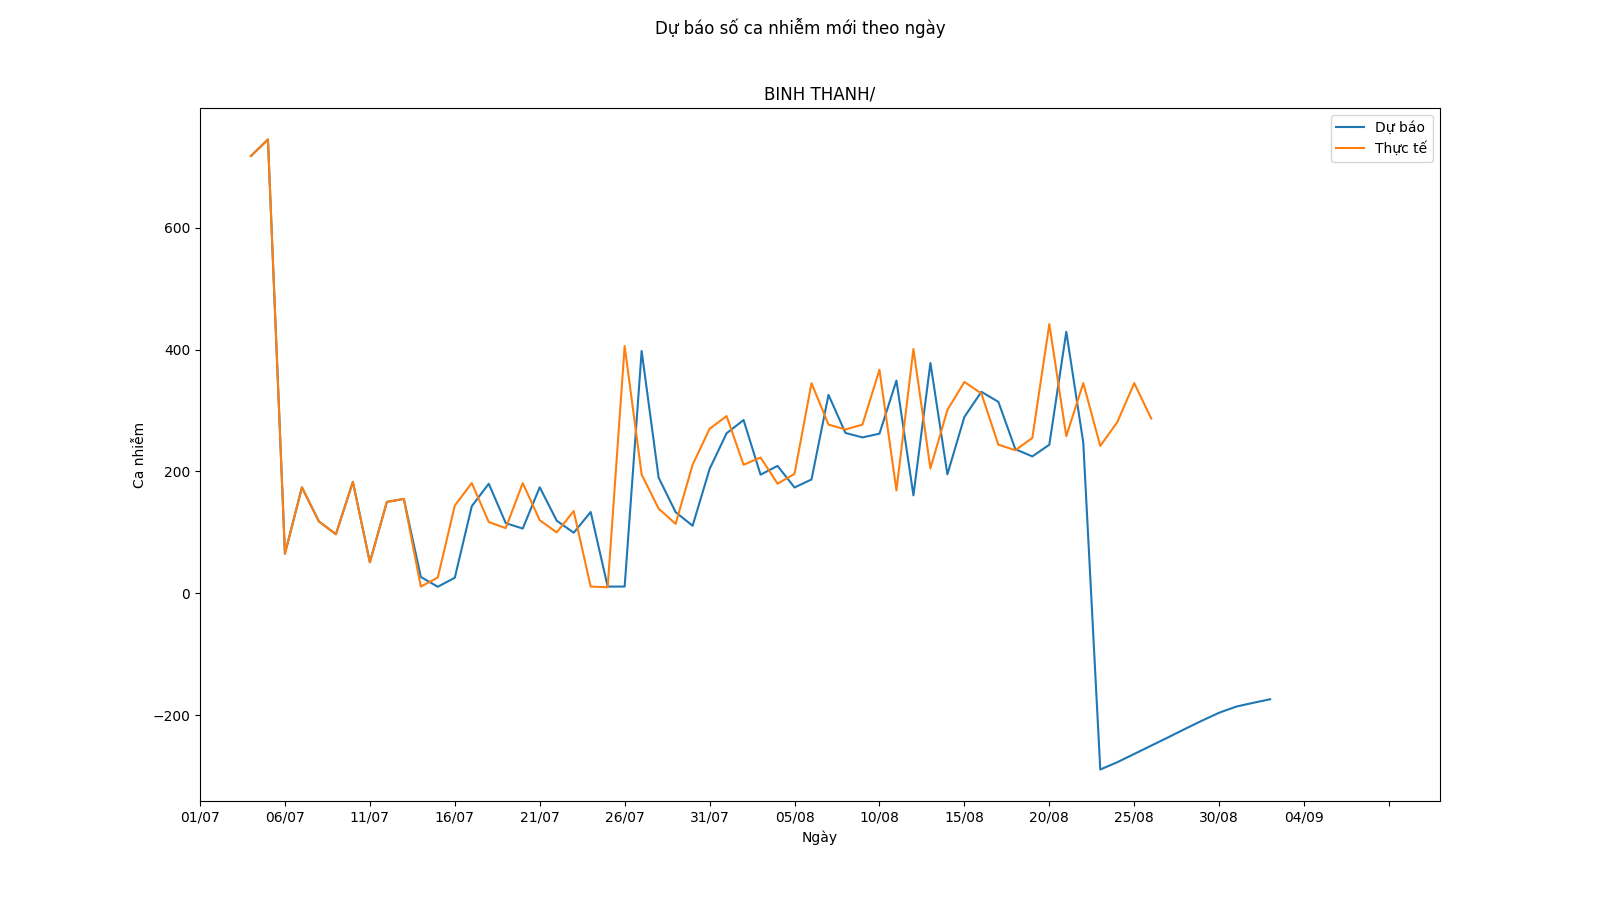 Dự báo số ca nhiễm mới theo ngày
BINH THANH/
Dự báo
Thực tế
Ca nhiễm
600
400
200
0
−200
01/07 06/07 11/07 16/07 21/07 26/07 31/07 05/08 10/08 15/08 20/08 25/08 30/08 04/09
Ngày